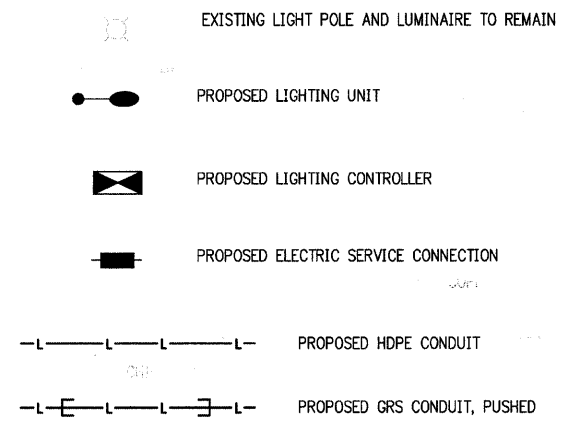 EXISTING LIGHT POLE AND LUMINAIRE TO REMAIN
PROPOSED LIGHTING UNIT
PROPOSED LIGHTING CONTROLLER
PROPOSED ELECTRIC SERVICE CONNECTION
L L L L PROPOSED HDPE CONDUIT
L L L L PROPOSED GRS CONDUIT, PUSHED